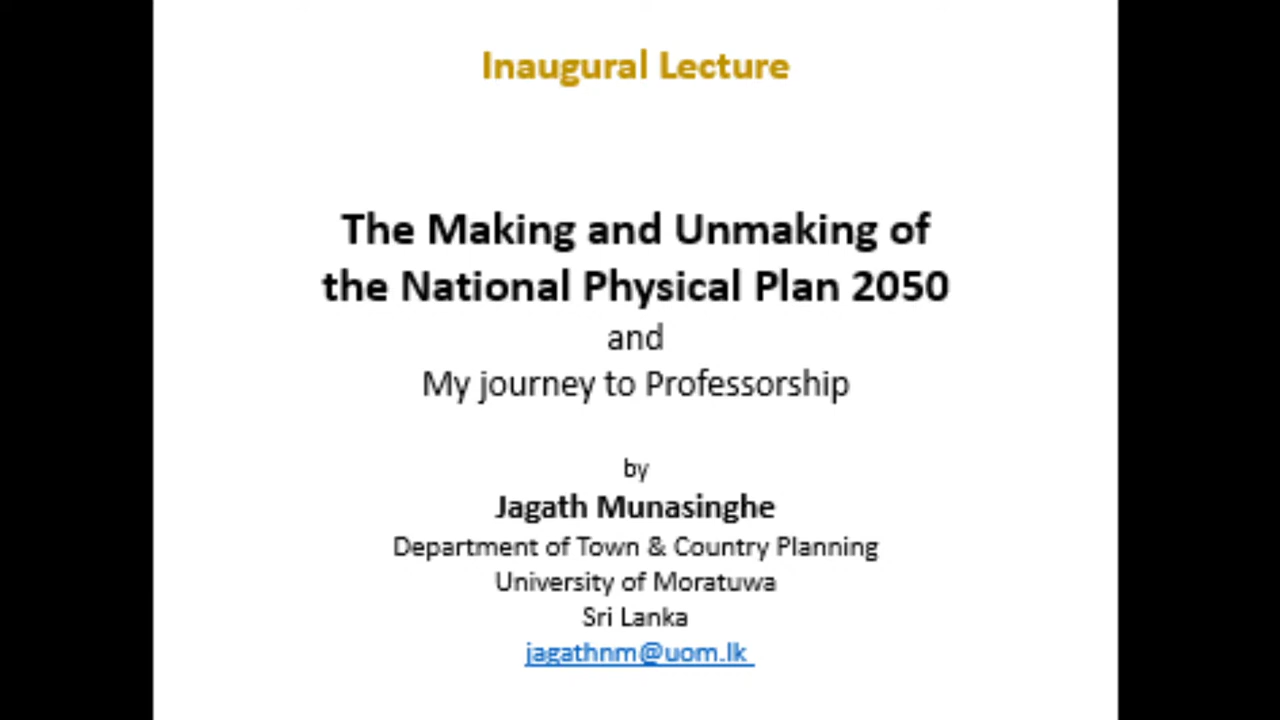 Inaugural Lecture
The Making and Unmaking of
the National Physical Plan 2050
and
My journey to Professorship
by
Jagath Munasinghe
Department of Town & Country Planning
University of Moratuwa
Sri Lanka
jagathnm@uom.lk